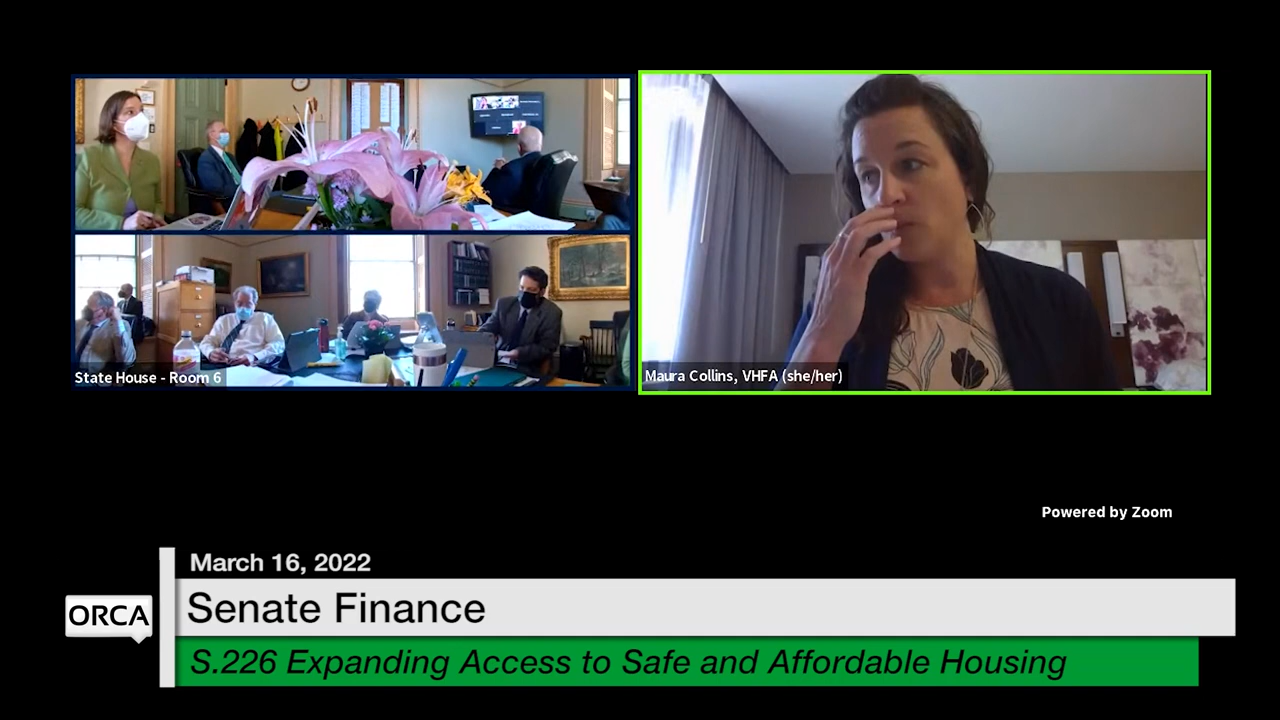 State House - Room 6
Maura Collins, VHFA (she/her)
Powered by Zoom
March 16, 2022
Senate Finance
ORCA
S.226 Expanding Access to Safe and Affordable Housing